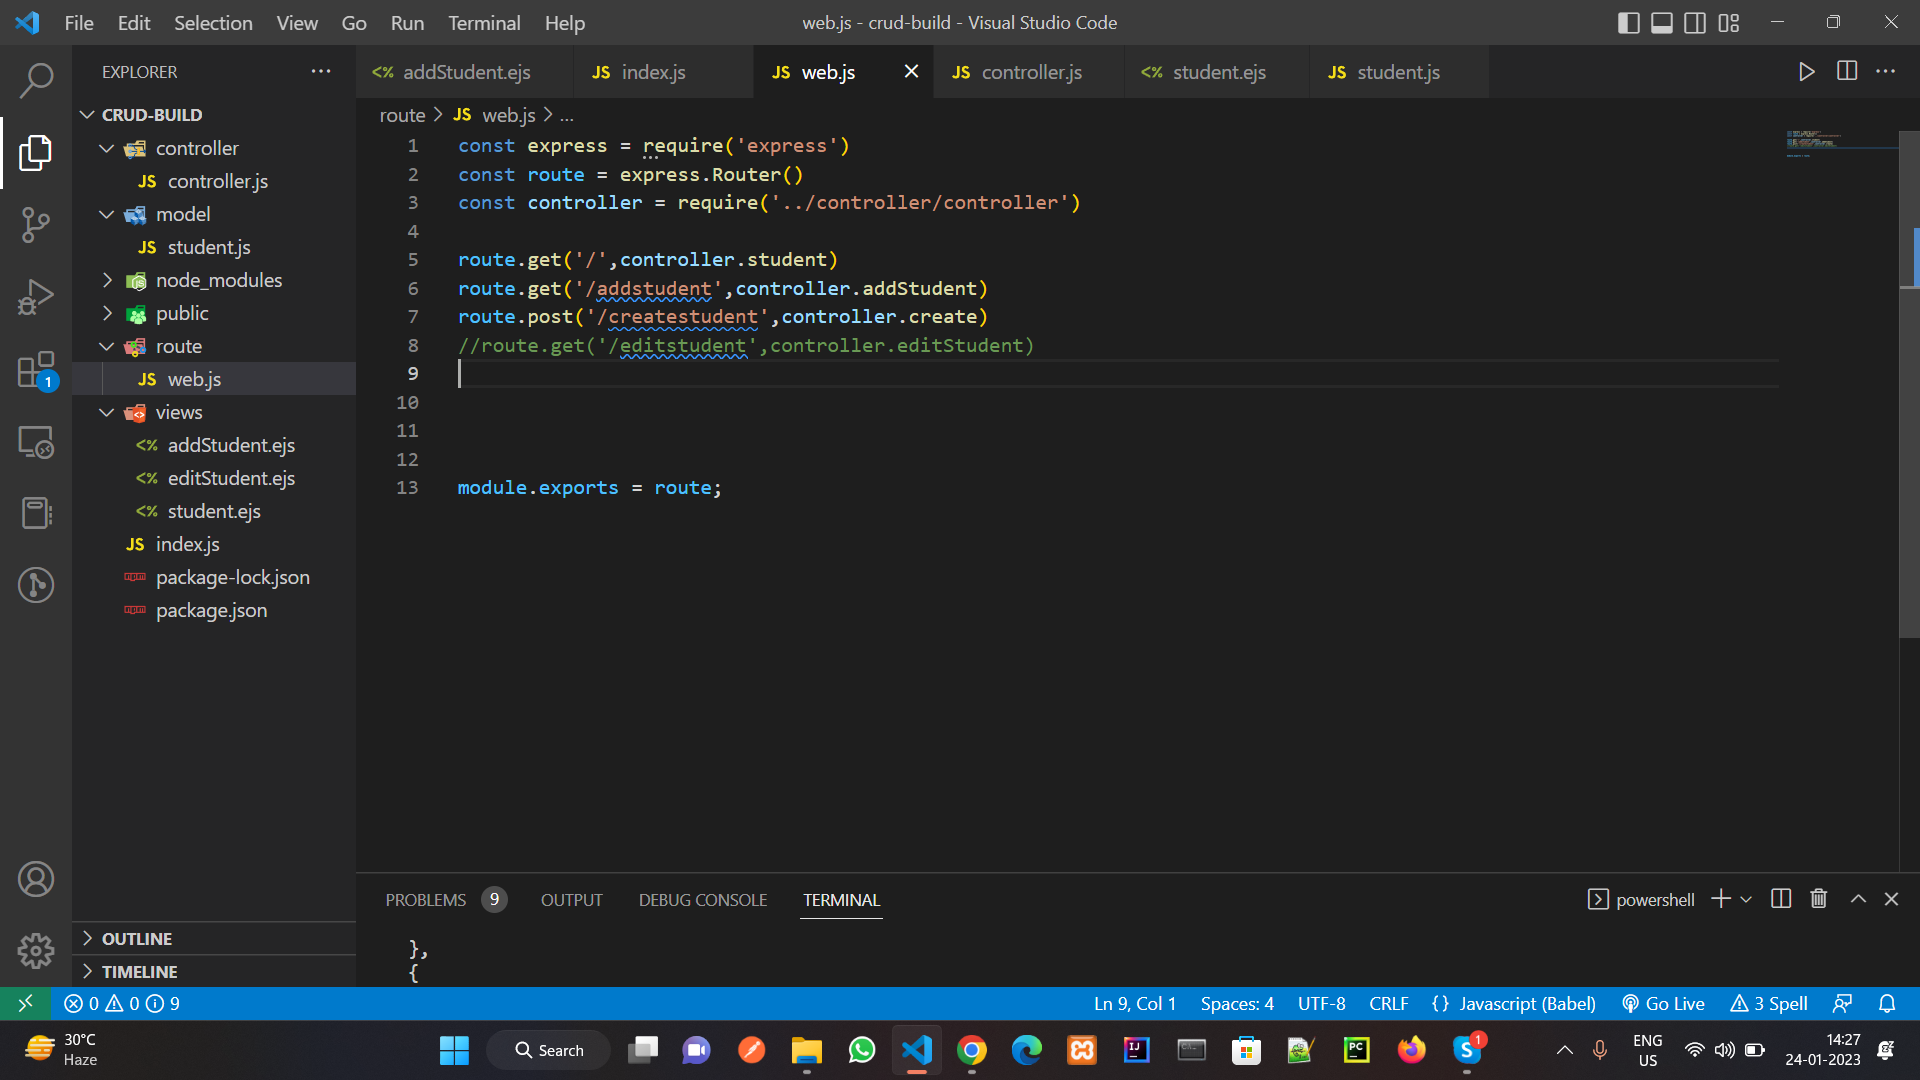 File Edit Selection View Go Run Terminal Help
web.js - crud-build - Visual Studio Code
EXPLORER
CRUD-BUILD
controller
JS controller.js
model
JS student.js
node_modules
public
route
JS web.js
views
<% addStudent.ejs
<% editStudent.ejs
<% student.ejs
JS index.js
package-lock.json
package.json
OUTLINE
TIMELINE
1
<% addStudent.ejs
JS index.js
JS web.js
JS controller.js
<% student.ejs
JS student.js
route > JS web.js > ...
1 const express = require('express')
2 const route = express.Router()
3 const controller = require('../controller/controller')
4
5 route.get('/',controller.student)
6 route.get('/addstudent',controller.addStudent)
7 route.post('/createstudent',controller.create)
8 //route.get('/editstudent',controller.editStudent)
9
10
11
12
13 module.exports = route;
PROBLEMS 9 OUTPUT DEBUG CONSOLE TERMINAL
powershell
},
{
0 0 9
Ln 9, Col 1 Spaces: 4 UTF-8 CRLF {} Javascript (Babel) Go Live 3 Spell
30°C
Haze
Search
IJ
PC
S 1
ENG
US
14:27
24-01-2023